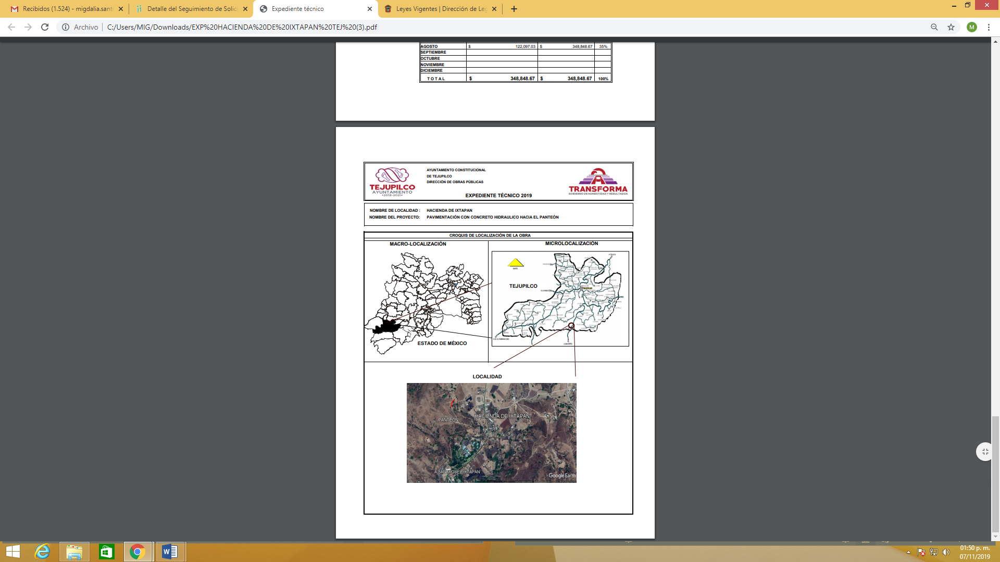 Recibidos (1.524) - migdalia.sant
Detalle del Seguimiento de Solici
Expediente técnico
Leyes Vigentes | Dirección de Leg
Archivo
C:/Users/MIG/Downloads/EXP%20HACIENDA%20DE%20IXTAPAN%20TEJ%20(3).pdf
M
AGOSTO $ 122,097.03 $ 348,848.67 35%
SEPTIEMBRE
OCTUBRE
NOVIEMBRE
DICIEMBRE
T O T A L $ 348,848.67 $ 348,848.67 100%
TEJUPILCO
AYUNTAMIENTO
•2019-2021•
AYUNTAMIENTO CONSTITUCIONAL
DE TEJUPILCO
DIRECCIÓN DE OBRAS PÚBLICAS
EXPEDIENTE TÉCNICO 2019
TRANSFORMA
GOBIERNO DE HONESTIDAD Y RESULTADOS
NOMBRE DE LOCALIDAD : HACIENDA DE IXTAPAN
NOMBRE DEL PROYECTO: PAVIMENTACIÓN CON CONCRETO HIDRAULICO HACIA EL PANTEÓN
CROQUIS DE LOCALIZACIÓN DE LA OBRA
MACRO-LOCALIZACIÓN
MICROLOCALIZACIÓN
NORTE
TEJUPILCO
ESTADO DE MÉXICO
LOCALIDAD
HACIENDA DE IXTAPAN
PANTEÓN
A SAN MIGUEL IXTAPAN
Google Earth
01:50 p. m.
07/11/2019